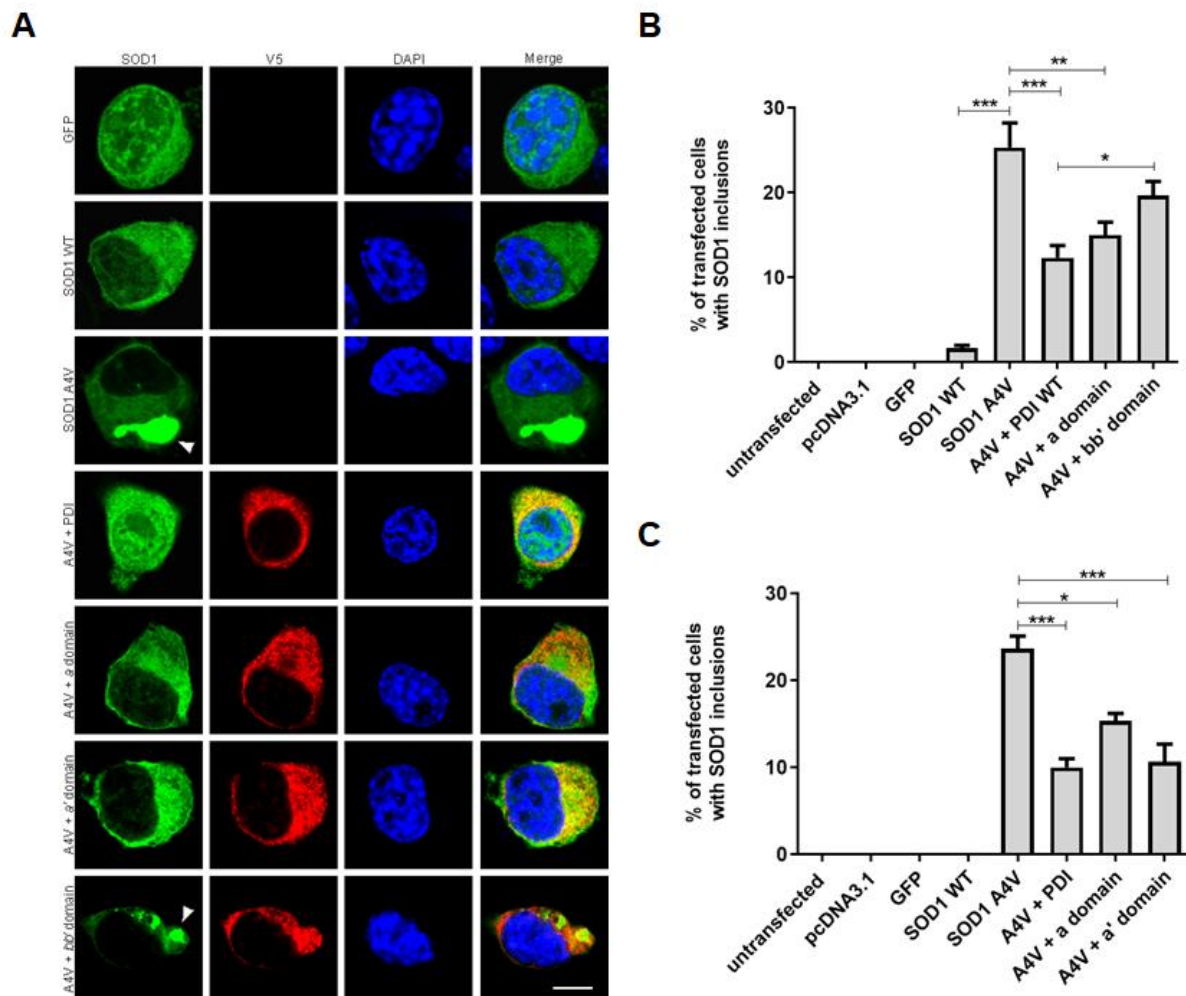 A
SOD1 V5 DAPI Merge
GFP
SOD1 WT
SOD1 A4V
A4V + PDI
A4V + a domain
A4V + a' domain
A4V + bb' domain
B
% of transfected cells
with SOD1 inclusions
30
20
10
0
***
**
***
*
untransfected
pcDNA3.1
GFP
SOD1 WT
SOD1 A4V
A4V + PDI WT
A4V + a domain
A4V + bb' domain
C
% of transfected cells
with SOD1 inclusions
30
20
10
0
***
*
***
untransfected
pcDNA3.1
GFP
SOD1 WT
SOD1 A4V
A4V + PDI
A4V + a domain
A4V + a' domain